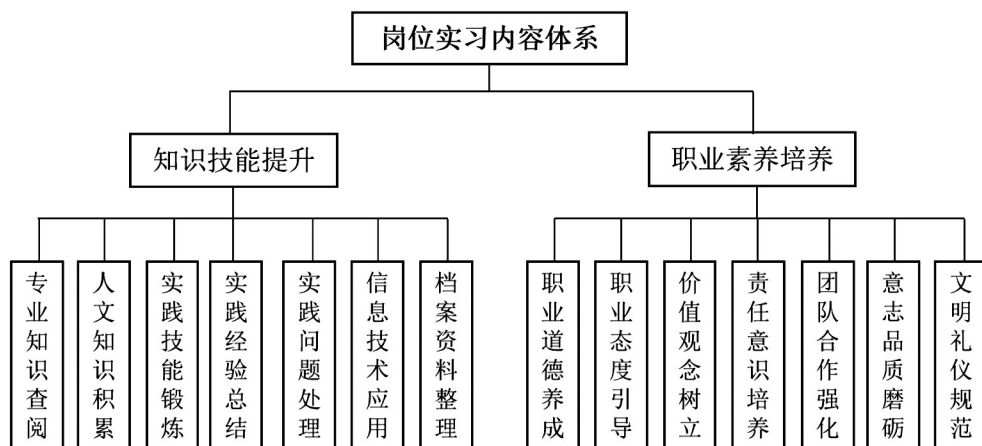 岗位实习内容体系
知识技能提升
职业素养培养
专业知识查阅
人文知识积累
实践技能锻炼
实践经验总结
实践问题处理
信息技术应用
档案资料整理
职业道德养成
职业态度引导
价值观念树立
责任意识培养
团队合作强化
意志品质磨砺
文明礼仪规范